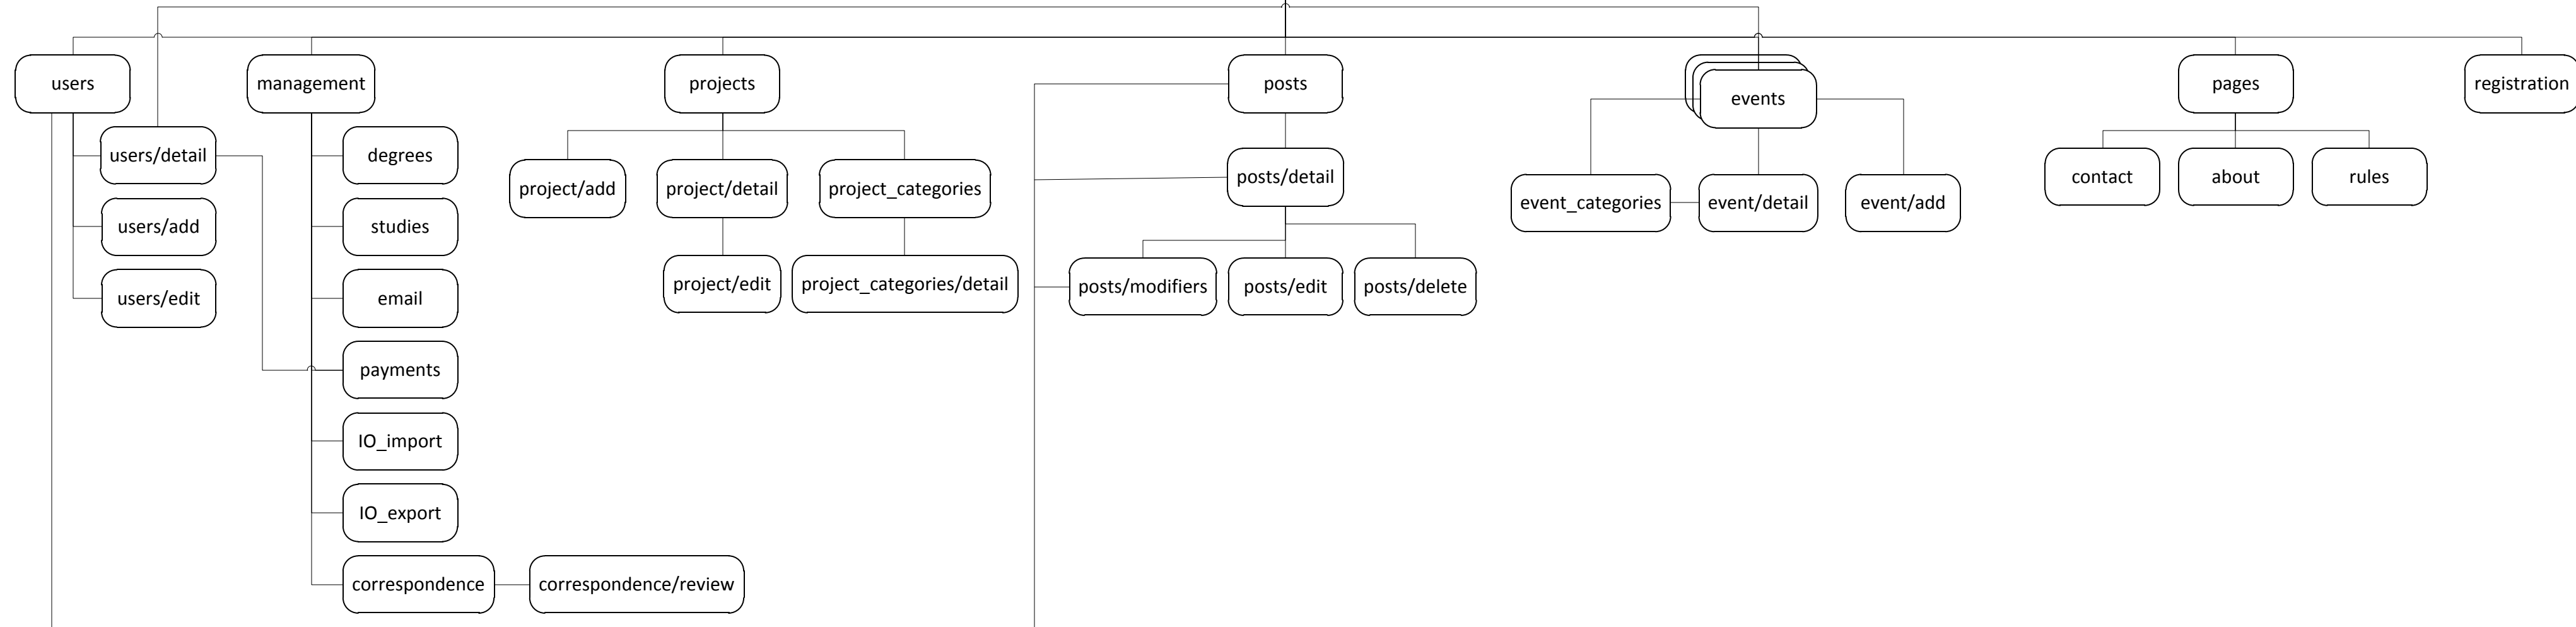 users
management
projects
posts
events
pages
registration
users/detail
users/add
users/edit
degrees
studies
email
payments
IO_import
IO_export
correspondence
correspondence/review
project/add
project/detail
project_categories
project/edit
project_categories/detail
posts/detail
posts/modifiers
posts/edit
posts/delete
event_categories
event/detail
event/add
contact
about
rules